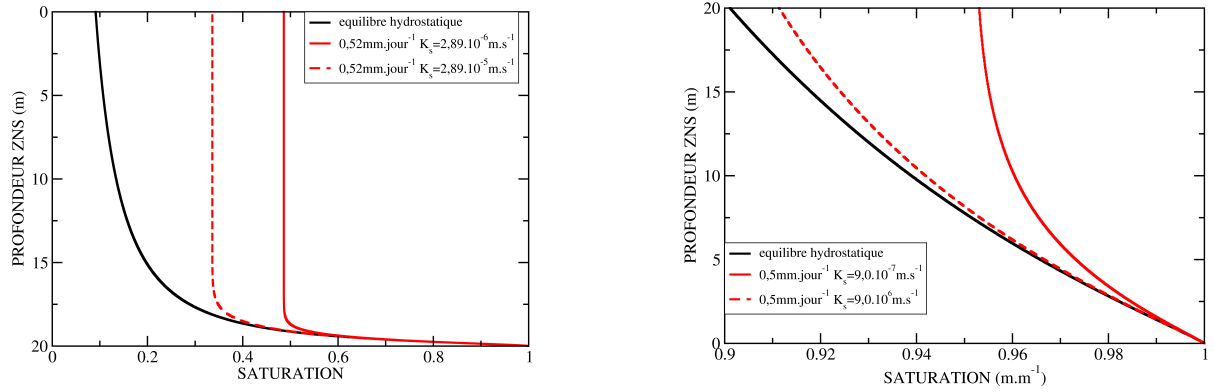 0
5
10
15
20
PROFONDEUR ZNS (m)
0
0.2
0.4
0.6
0.8
1
SATURATION
equilibre hydrostatique
0,52mm.jour⁻¹ Kₛ=2,89.10⁻⁶m.s⁻¹
0,52mm.jour⁻¹ Kₛ=2,89.10⁻⁵m.s⁻¹
20
15
10
5
0
PROFONDEUR ZNS (m)
0.9
0.92
0.94
0.96
0.98
1
SATURATION (m.m⁻¹)
equilibre hydrostatique
0,5mm.jour⁻¹ Kₛ=9,0.10⁻⁷m.s⁻¹
0,5mm.jour⁻¹ Kₛ=9,0.10⁶m.s⁻¹